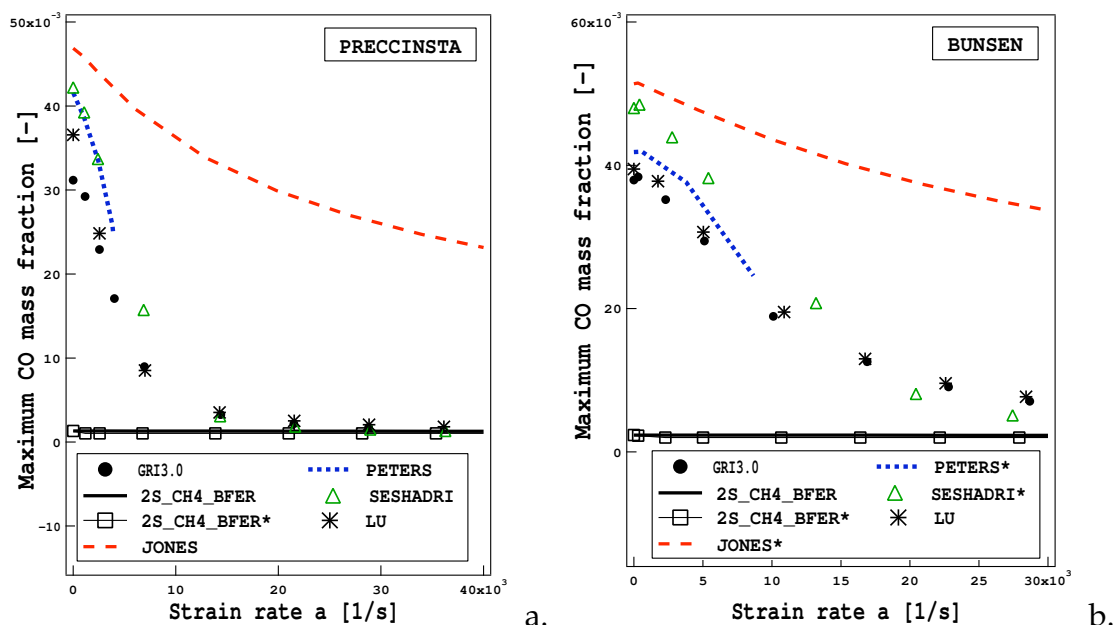 50x10⁻³
40
30
20
10
0
-10
Maximum CO mass fraction [-]
PRECCINSTA
GRI3.0
2S_CH4_BFER
2S_CH4_BFER*
JONES
PETERS
SESHADRI
LU
0
10
20
30
40x10³
Strain rate a [1/s]
a.
60x10⁻³
40
20
0
Maximum CO mass fraction [-]
BUNSEN
GRI3.0
2S_CH4_BFER
2S_CH4_BFER*
JONES*
PETERS*
SESHADRI*
LU
0
5
10
15
20
25
30x10³
Strain rate a [1/s]
b.